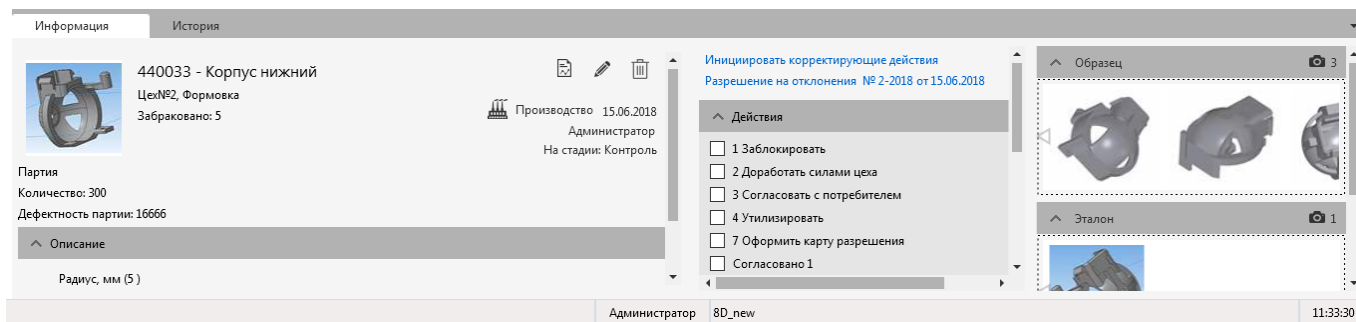 Информация
История
440033 - Корпус нижний
Цех№2, Формовка
Забраковано: 5
Производство 15.06.2018
Администратор
На стадии: Контроль
Партия
Количество: 300
Дефектность партии: 16666
Описание
Радиус, мм (5 )
Инициировать корректирующие действия
Разрешение на отклонения № 2-2018 от 15.06.2018
Действия
1 Заблокировать
2 Доработать силами цеха
3 Согласовать с потребителем
4 Утилизировать
7 Оформить карту разрешения
Согласовано 1
Образец 3
Эталон 1
Администратор 8D_new 11:33:30